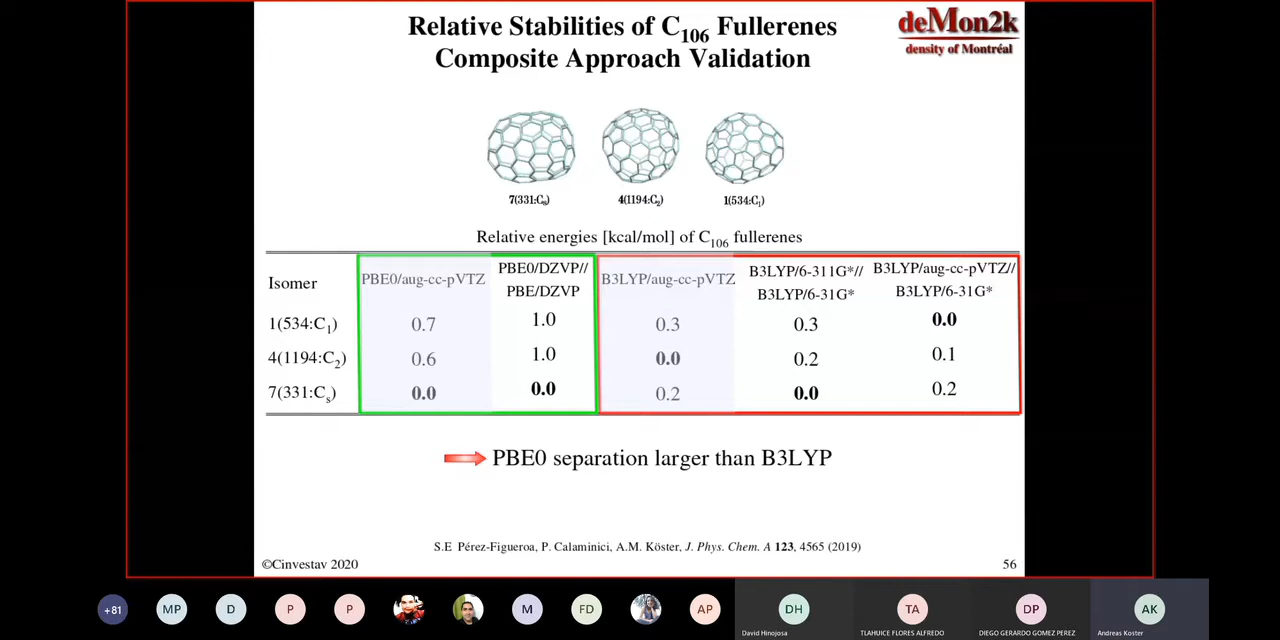 Relative Stabilities of C106 Fullerenes
Composite Approach Validation
deMon2k
density of Montréal
7(331:Cs)
4(1194:C2)
1(534:C1)
Relative energies [kcal/mol] of C106 fullerenes
Isomer PBE0/aug-cc-pVTZ PBE0/DZVP// PBE/DZVP B3LYP/aug-cc-pVTZ B3LYP/6-311G*// B3LYP/6-31G* B3LYP/aug-cc-pVTZ// B3LYP/6-31G*
1(534:C1) 0.7 1.0 0.3 0.3 0.0
4(1194:C2) 0.6 1.0 0.0 0.2 0.1
7(331:Cs) 0.0 0.0 0.2 0.0 0.2
PBE0 separation larger than B3LYP
S.E Pérez-Figueroa, P. Calaminici, A.M. Köster, J. Phys. Chem. A 123, 4565 (2019)
©Cinvestav 2020
56
+81
MP
D
P
P
M
FD
AP
DH
David Hinojosa
TA
TLAHUICE FLORES ALFREDO
DP
DIEGO GERARDO GOMEZ PEREZ
AK
Andreas Koster